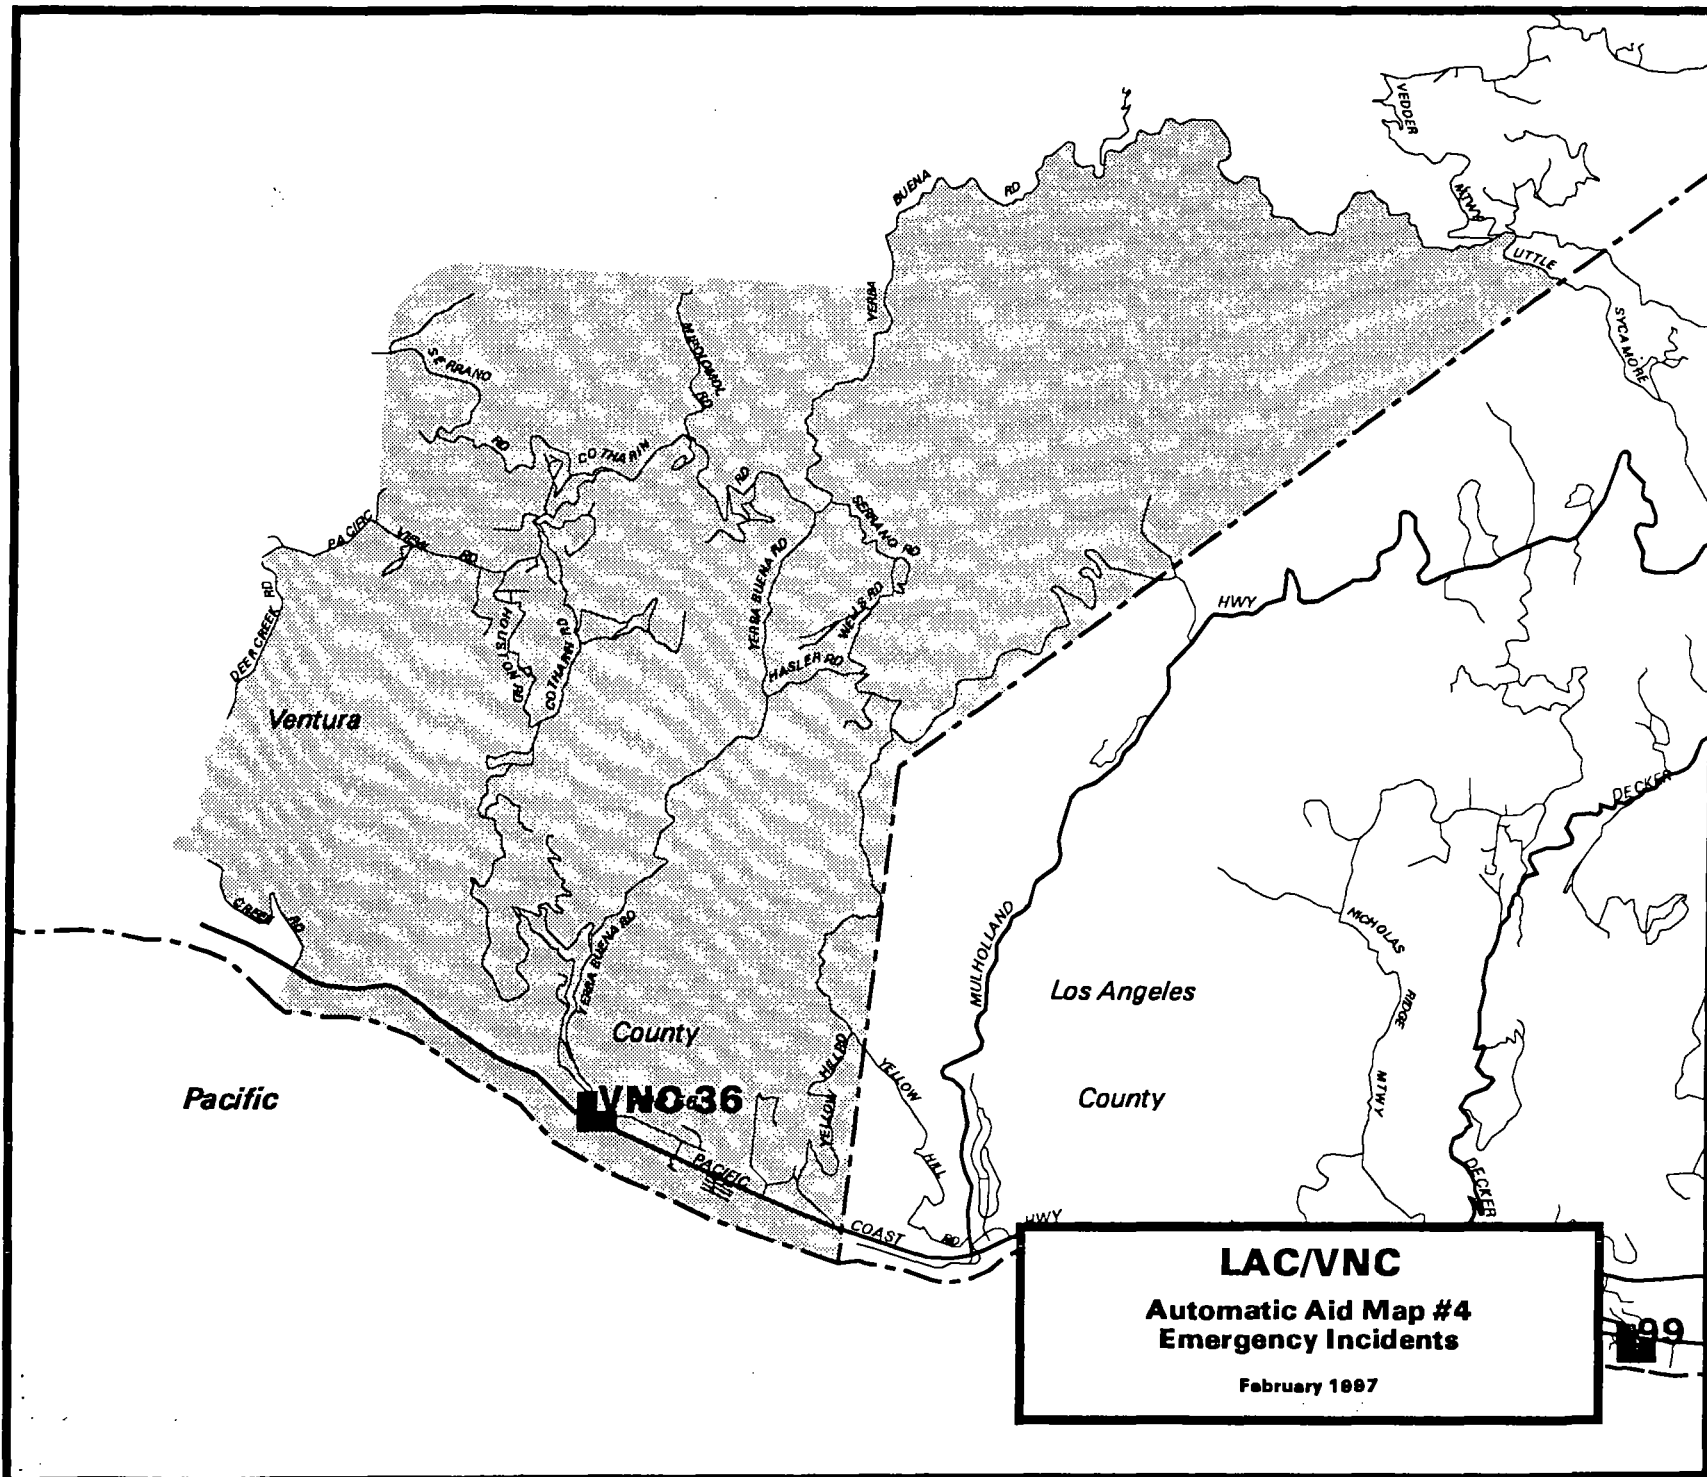 VEDDER
MTWY
BUENA
RD
LITTLE
YERBA
SYCAMORE
SERRANO
RD
RD
COTHARIN
RD
SERRANO RD
PACIFIC
VIEW
RD
YERBA BUENA RD
WELLS RD
HASLER RD
DEER CREEK
RD
HOUSTON
RD
COTHARIN
RD
HWY
Ventura
DECKER
CREEK
RD
YERBA BUENA RD
MULHOLLAND
NICHOLAS
RIDGE
MTWY
Los Angeles
County
County
Pacific
VNC 36
YELLOW
HILL RD
YELLOW
HILL
RD
DECKER
PACIFIC
COAST
HWY
LAC/VNC
Automatic Aid Map #4
Emergency Incidents
February 1997
99